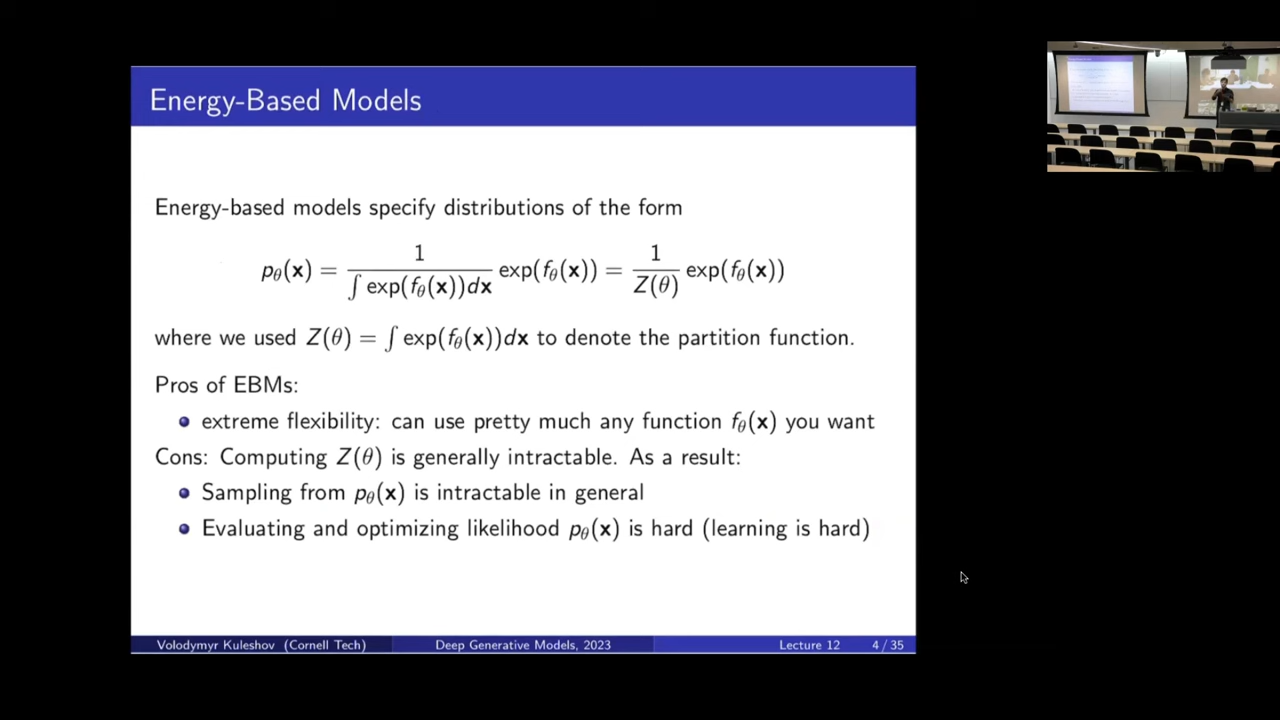 Energy-Based Models
Energy-based models specify distributions of the form
pθ(x) = 1 / ∫ exp(fθ(x))dx exp(fθ(x)) = 1 / Z(θ) exp(fθ(x))
where we used Z(θ) = ∫ exp(fθ(x))dx to denote the partition function.
Pros of EBMs:
extreme flexibility: can use pretty much any function fθ(x) you want
Cons: Computing Z(θ) is generally intractable. As a result:
Sampling from pθ(x) is intractable in general
Evaluating and optimizing likelihood pθ(x) is hard (learning is hard)
Volodymyr Kuleshov (Cornell Tech) Deep Generative Models, 2023 Lecture 12 4 / 35